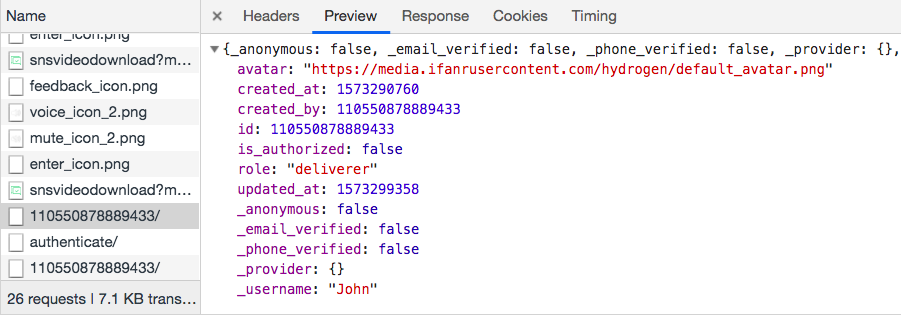 Name
× Headers Preview Response Cookies Timing
enter_icon.png
snsvideodownload?m…
feedback_icon.png
voice_icon_2.png
mute_icon_2.png
enter_icon.png
snsvideodownload?m…
110550878889433/
authenticate/
110550878889433/
26 requests | 7.1 KB trans…
▼{_anonymous: false, _email_verified: false, _phone_verified: false, _provider: {},
avatar: "https://media.ifanrusercontent.com/hydrogen/default_avatar.png"
created_at: 1573290760
created_by: 110550878889433
id: 110550878889433
is_authorized: false
role: "deliverer"
updated_at: 1573299358
_anonymous: false
_email_verified: false
_phone_verified: false
_provider: {}
_username: "John"